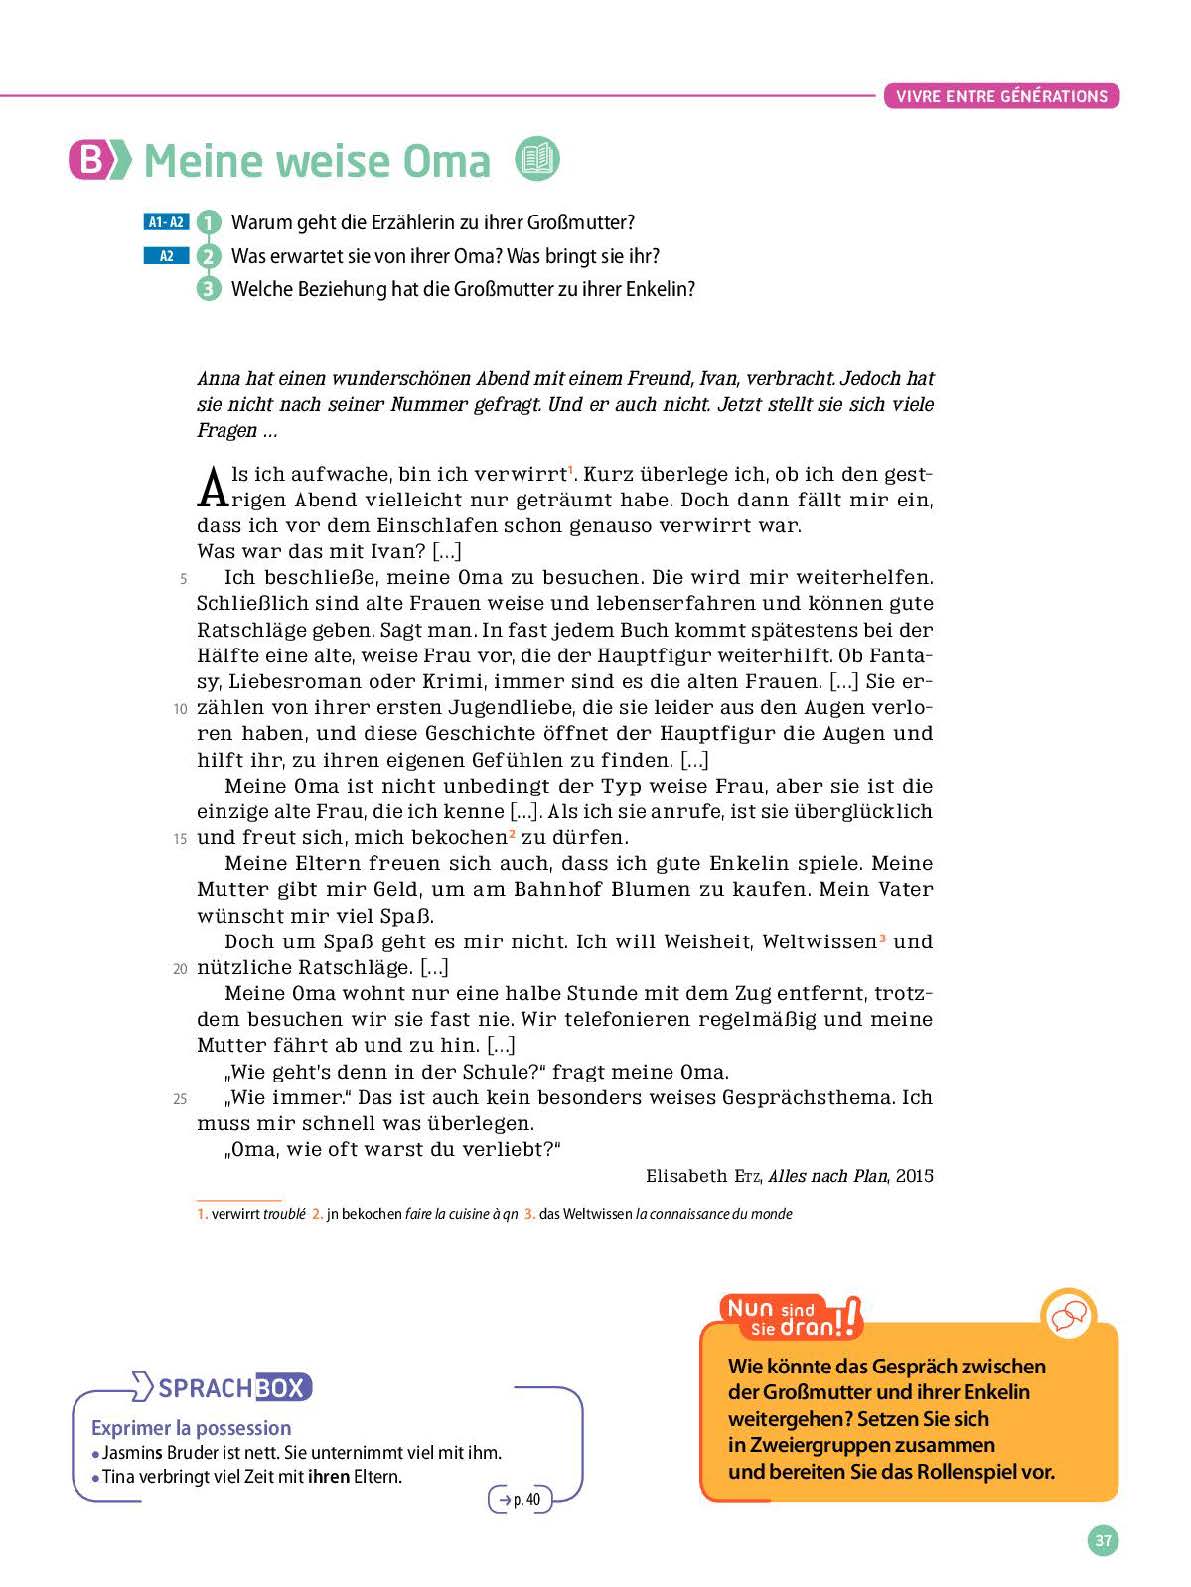 VIVRE ENTRE GÉNÉRATIONS
B Meine weise Oma
A1-A2 1 Warum geht die Erzählerin zu ihrer Großmutter?
A2 2 Was erwartet sie von ihrer Oma? Was bringt sie ihr?
3 Welche Beziehung hat die Großmutter zu ihrer Enkelin?
Anna hat einen wunderschönen Abend mit einem Freund, Ivan, verbracht. Jedoch hat
sie nicht nach seiner Nummer gefragt. Und er auch nicht. Jetzt stellt sie sich viele
Fragen …
Als ich aufwache, bin ich verwirrt¹. Kurz überlege ich, ob ich den gest-
rigen Abend vielleicht nur geträumt habe. Doch dann fällt mir ein,
dass ich vor dem Einschlafen schon genauso verwirrt war.
Was war das mit Ivan? [...]
5 Ich beschließe, meine Oma zu besuchen. Die wird mir weiterhelfen.
Schließlich sind alte Frauen weise und lebenserfahren und können gute
Ratschläge geben. Sagt man. In fast jedem Buch kommt spätestens bei der
Hälfte eine alte, weise Frau vor, die der Hauptfigur weiterhilft. Ob Fanta-
sy, Liebesroman oder Krimi, immer sind es die alten Frauen. [...] Sie er-
10 zählen von ihrer ersten Jugendliebe, die sie leider aus den Augen verlo-
ren haben, und diese Geschichte öffnet der Hauptfigur die Augen und
hilft ihr, zu ihren eigenen Gefühlen zu finden. [...]
Meine Oma ist nicht unbedingt der Typ weise Frau, aber sie ist die
einzige alte Frau, die ich kenne [...]. Als ich sie anrufe, ist sie überglücklich
15 und freut sich, mich bekochen² zu dürfen.
Meine Eltern freuen sich auch, dass ich gute Enkelin spiele. Meine
Mutter gibt mir Geld, um am Bahnhof Blumen zu kaufen. Mein Vater
wünscht mir viel Spaß.
Doch um Spaß geht es mir nicht. Ich will Weisheit, Weltwissen³ und
20 nützliche Ratschläge. [...]
Meine Oma wohnt nur eine halbe Stunde mit dem Zug entfernt, trotz-
dem besuchen wir sie fast nie. Wir telefonieren regelmäßig und meine
Mutter fährt ab und zu hin. [...]
„Wie geht's denn in der Schule?“ fragt meine Oma.
25 „Wie immer.“ Das ist auch kein besonders weises Gesprächsthema. Ich
muss mir schnell was überlegen.
„Oma, wie oft warst du verliebt?“
Elisabeth Etz, Alles nach Plan, 2015
1. verwirrt troublé 2. jn bekochen faire la cuisine à qn 3. das Weltwissen la connaissance du monde
SPRACHBOX
Exprimer la possession
• Jasmins Bruder ist nett. Sie unternimmt viel mit ihm.
• Tina verbringt viel Zeit mit ihren Eltern.
→ p. 40
Nun sind
Sie dran!!
Wie könnte das Gespräch zwischen
der Großmutter und ihrer Enkelin
weitergehen? Setzen Sie sich
in Zweiergruppen zusammen
und bereiten Sie das Rollenspiel vor.
37